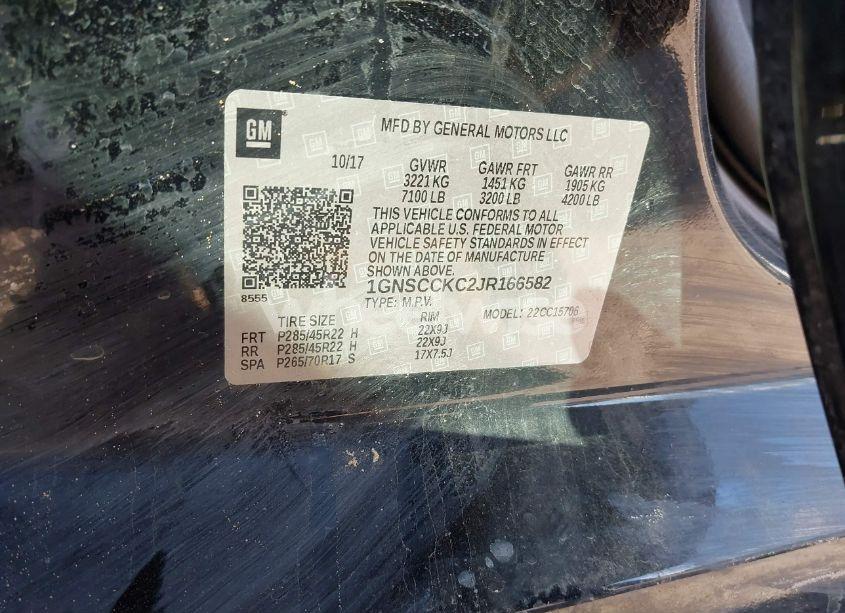 GM
MFD BY GENERAL MOTORS LLC
10/17 GVWR GAWR FRT GAWR RR
3221 KG 1451 KG 1905 KG
7100 LB 3200 LB 4200 LB
THIS VEHICLE CONFORMS TO ALL
APPLICABLE U.S. FEDERAL MOTOR
VEHICLE SAFETY STANDARDS IN EFFECT
ON THE DATE OF MANUFACTURE
SHOWN ABOVE.
1GNSCCKC2JR166582
8555
TYPE: M.P.V. MODEL: 22CC15706
TIRE SIZE RIM
FRT P285/45R22 H 22X9J
RR P285/45R22 H 22X9J
SPA P265/70R17 S 17X7.5J